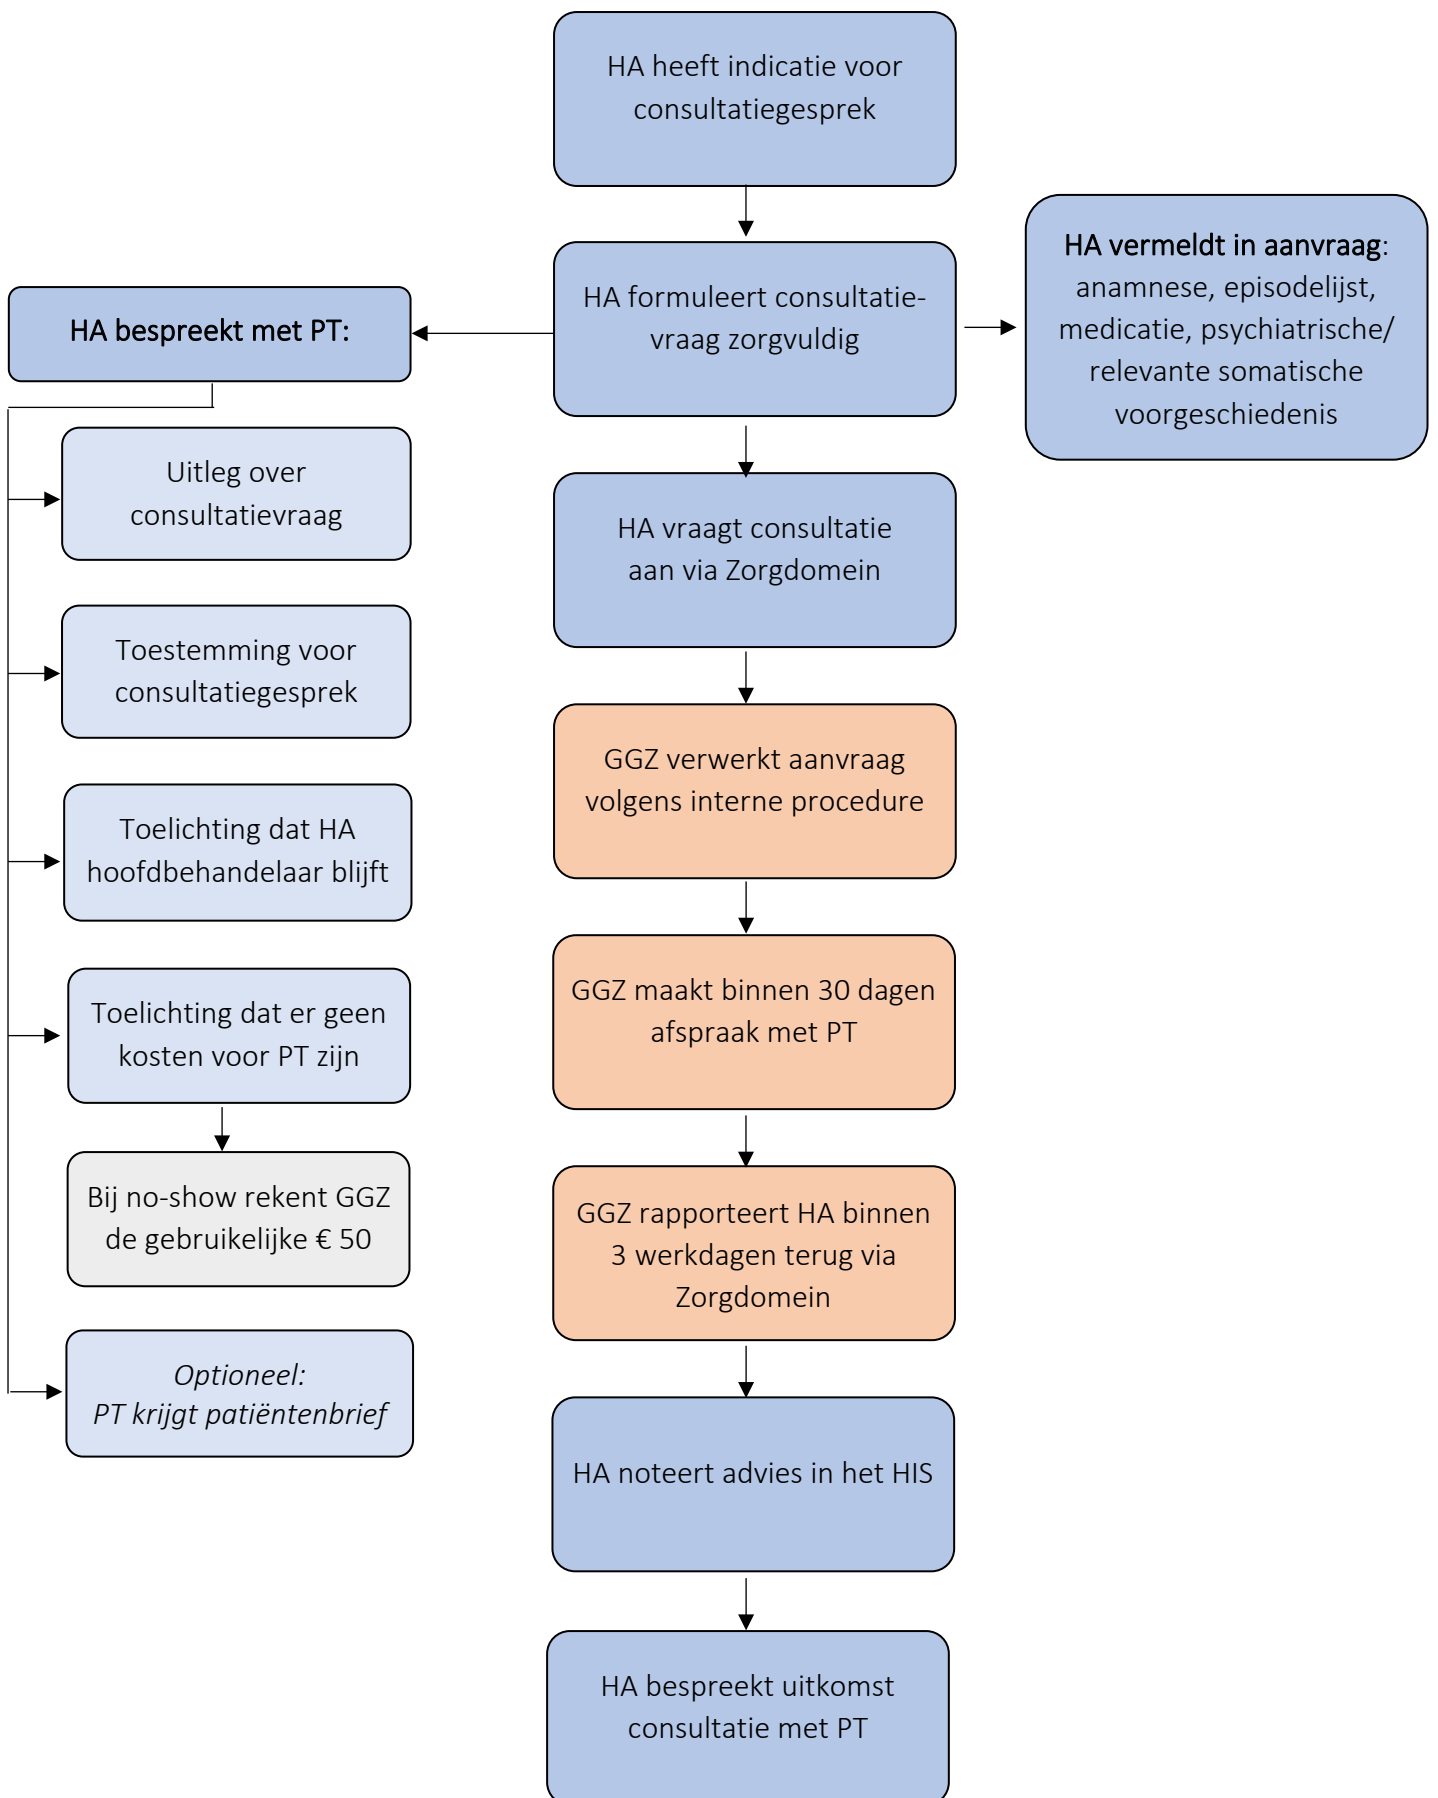 HA heeft indicatie voor
consultatiegesprek
HA formuleert consultatie-
vraag zorgvuldig
HA vermeldt in aanvraag:
anamnese, episodelijst,
medicatie, psychiatrische/
relevante somatische
voorgeschiedenis
HA bespreekt met PT:
Uitleg over
consultatievraag
Toestemming voor
consultatiegesprek
Toelichting dat HA
hoofdbehandelaar blijft
Toelichting dat er geen
kosten voor PT zijn
Bij no-show rekent GGZ
de gebruikelijke € 50
Optioneel:
PT krijgt patiëntenbrief
HA vraagt consultatie
aan via Zorgdomein
GGZ verwerkt aanvraag
volgens interne procedure
GGZ maakt binnen 30 dagen
afspraak met PT
GGZ rapporteert HA binnen
3 werkdagen terug via
Zorgdomein
HA noteert advies in het HIS
HA bespreekt uitkomst
consultatie met PT